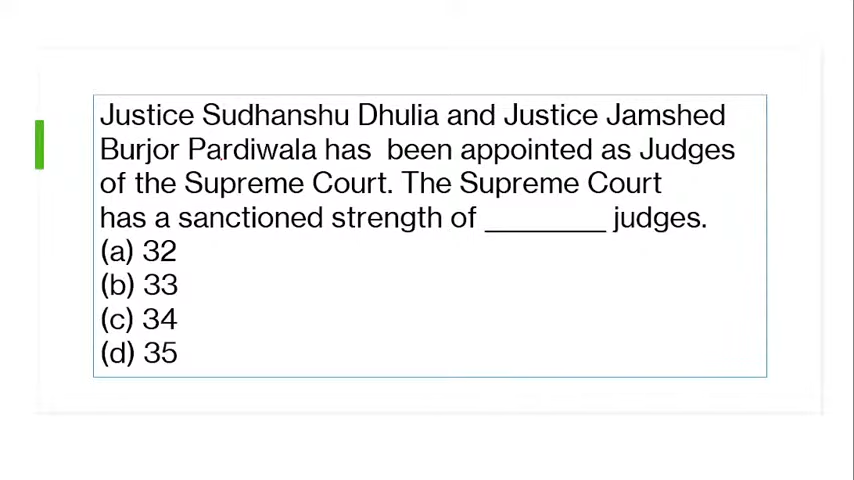 Justice Sudhanshu Dhulia and Justice Jamshed
Burjor Pardiwala has been appointed as Judges
of the Supreme Court. The Supreme Court
has a sanctioned strength of _________ judges.
(a) 32
(b) 33
(c) 34
(d) 35